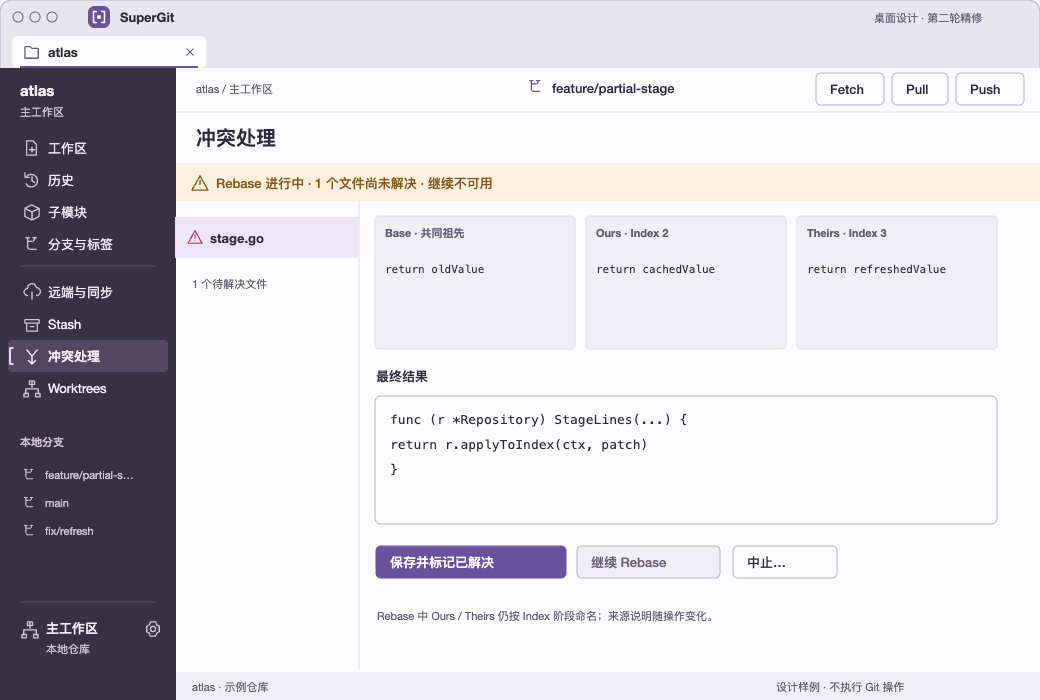 SuperGit
桌面设计 · 第二轮精修
atlas ×
atlas
主工作区
工作区
历史
子模块
分支与标签
远端与同步
Stash
冲突处理
Worktrees
本地分支
feature/partial-s…
main
fix/refresh
主工作区
本地仓库
atlas / 主工作区
feature/partial-stage
Fetch
Pull
Push
冲突处理
Rebase 进行中 · 1 个文件尚未解决 · 继续不可用
stage.go
1 个待解决文件
Base · 共同祖先
return oldValue
Ours · Index 2
return cachedValue
Theirs · Index 3
return refreshedValue
最终结果
func (r *Repository) StageLines(...) {
return r.applyToIndex(ctx, patch)
}
保存并标记已解决
继续 Rebase
中止...
Rebase 中 Ours / Theirs 仍按 Index 阶段命名；来源说明随操作变化。
atlas · 示例仓库
设计样例 · 不执行 Git 操作